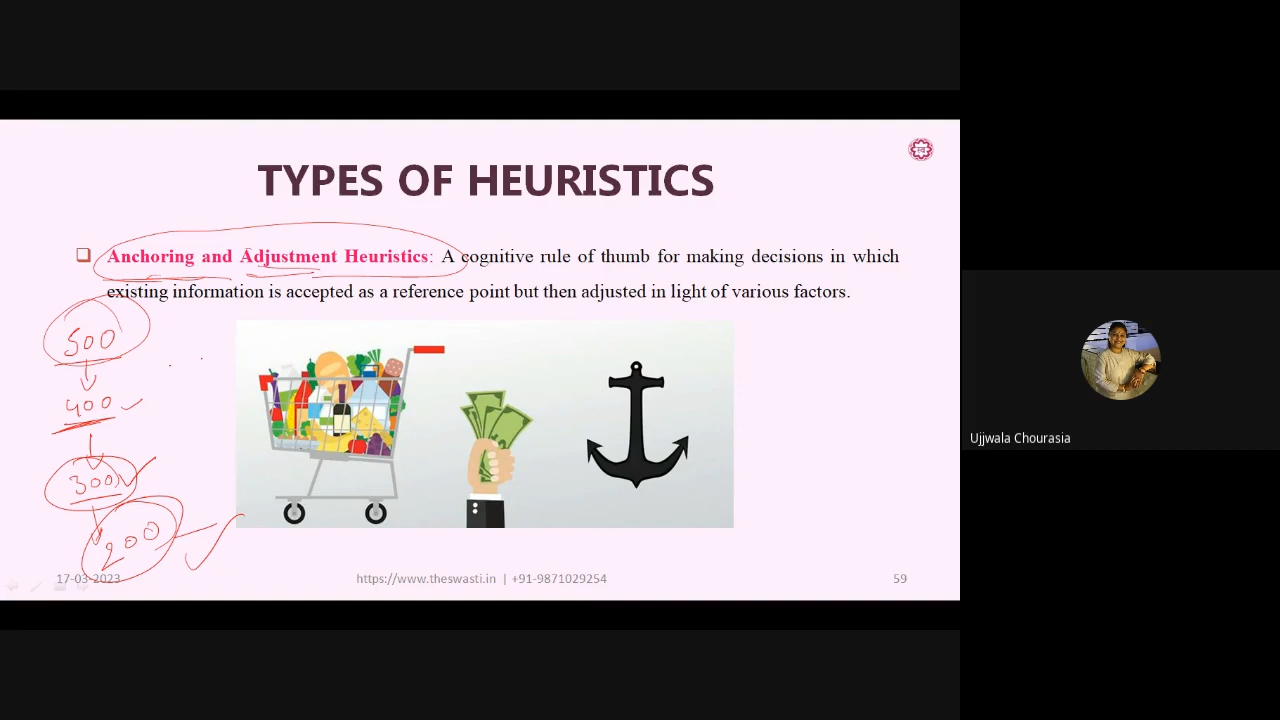 TYPES OF HEURISTICS
Anchoring and Adjustment Heuristics: A cognitive rule of thumb for making decisions in which
existing information is accepted as a reference point but then adjusted in light of various factors.
500
400
300
200
17-03-2023 https://www.theswasti.in | +91-9871029254 59
Ujjwala Chourasia